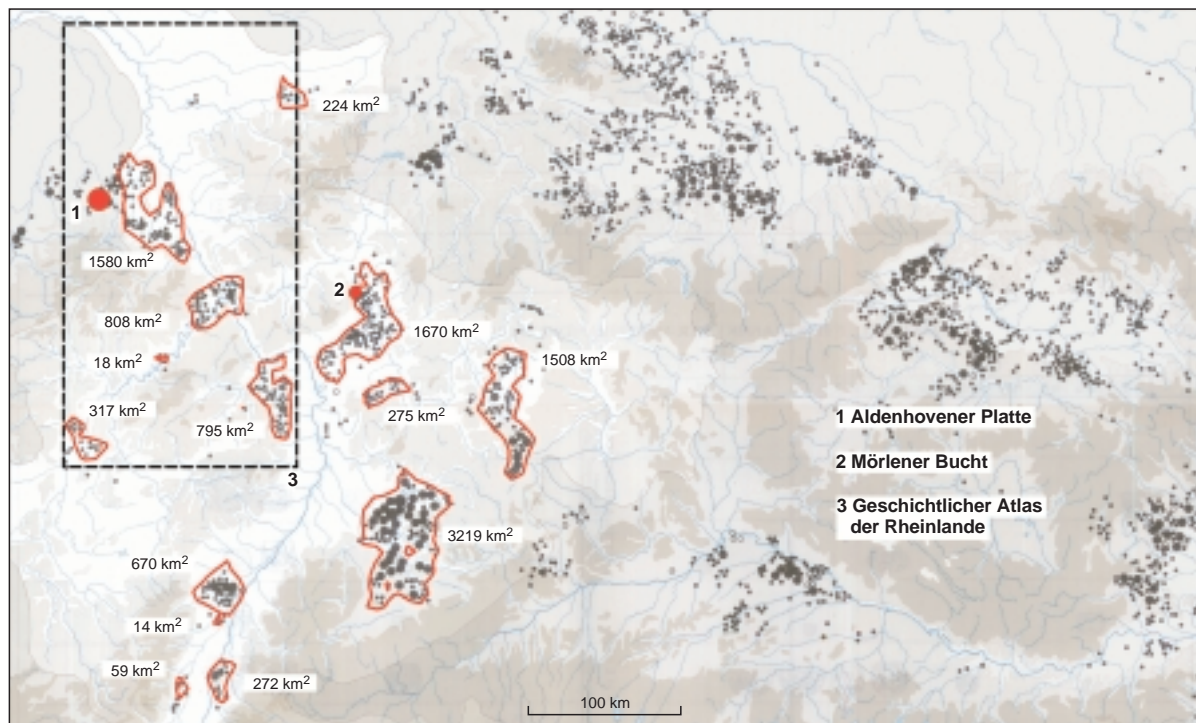 224 km²
1
1580 km²
2
808 km²
1670 km²
18 km²
1508 km²
317 km²
275 km²
795 km²
3
1 Aldenhovener Platte
2 Mörlener Bucht
3 Geschichtlicher Atlas
der Rheinlande
3219 km²
670 km²
14 km²
59 km²
272 km²
100 km